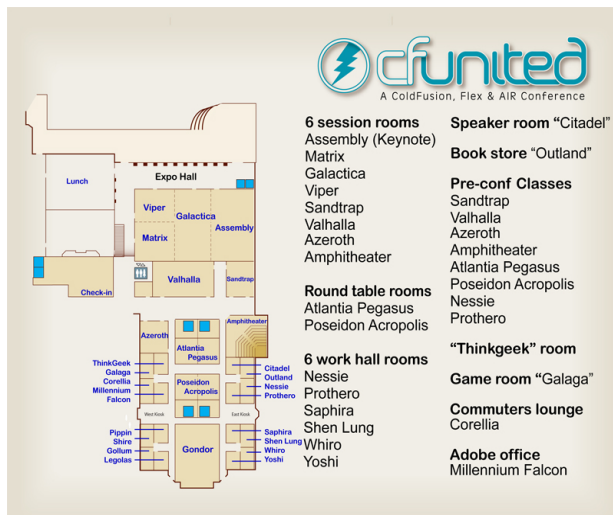 cfunited
A ColdFusion, Flex & AIR Conference
6 session rooms
Assembly (Keynote)
Matrix
Galactica
Viper
Sandtrap
Valhalla
Azeroth
Amphitheater
Round table rooms
Atlantia Pegasus
Poseidon Acropolis
6 work hall rooms
Nessie
Prothero
Saphira
Shen Lung
Whiro
Yoshi
Speaker room “Citadel”
Book store “Outland”
Pre-conf Classes
Sandtrap
Valhalla
Azeroth
Amphitheater
Atlantia Pegasus
Poseidon Acropolis
Nessie
Prothero
“Thinkgeek” room
Game room “Galaga”
Commuters lounge
Corellia
Adobe office
Millennium Falcon
Lunch
Expo Hall
Viper
Galactica
Assembly
Matrix
Valhalla
Sandtrap
Check-in
Azeroth
Amphitheater
Atlantia
Pegasus
ThinkGeek
Galaga
Corellia
Millennium
Falcon
Poseidon
Acropolis
Citadel
Outland
Nessie
Prothero
West Kiosk
East Kiosk
Pippin
Shire
Gollum
Legolas
Gondor
Saphira
Shen Lung
Whiro
Yoshi